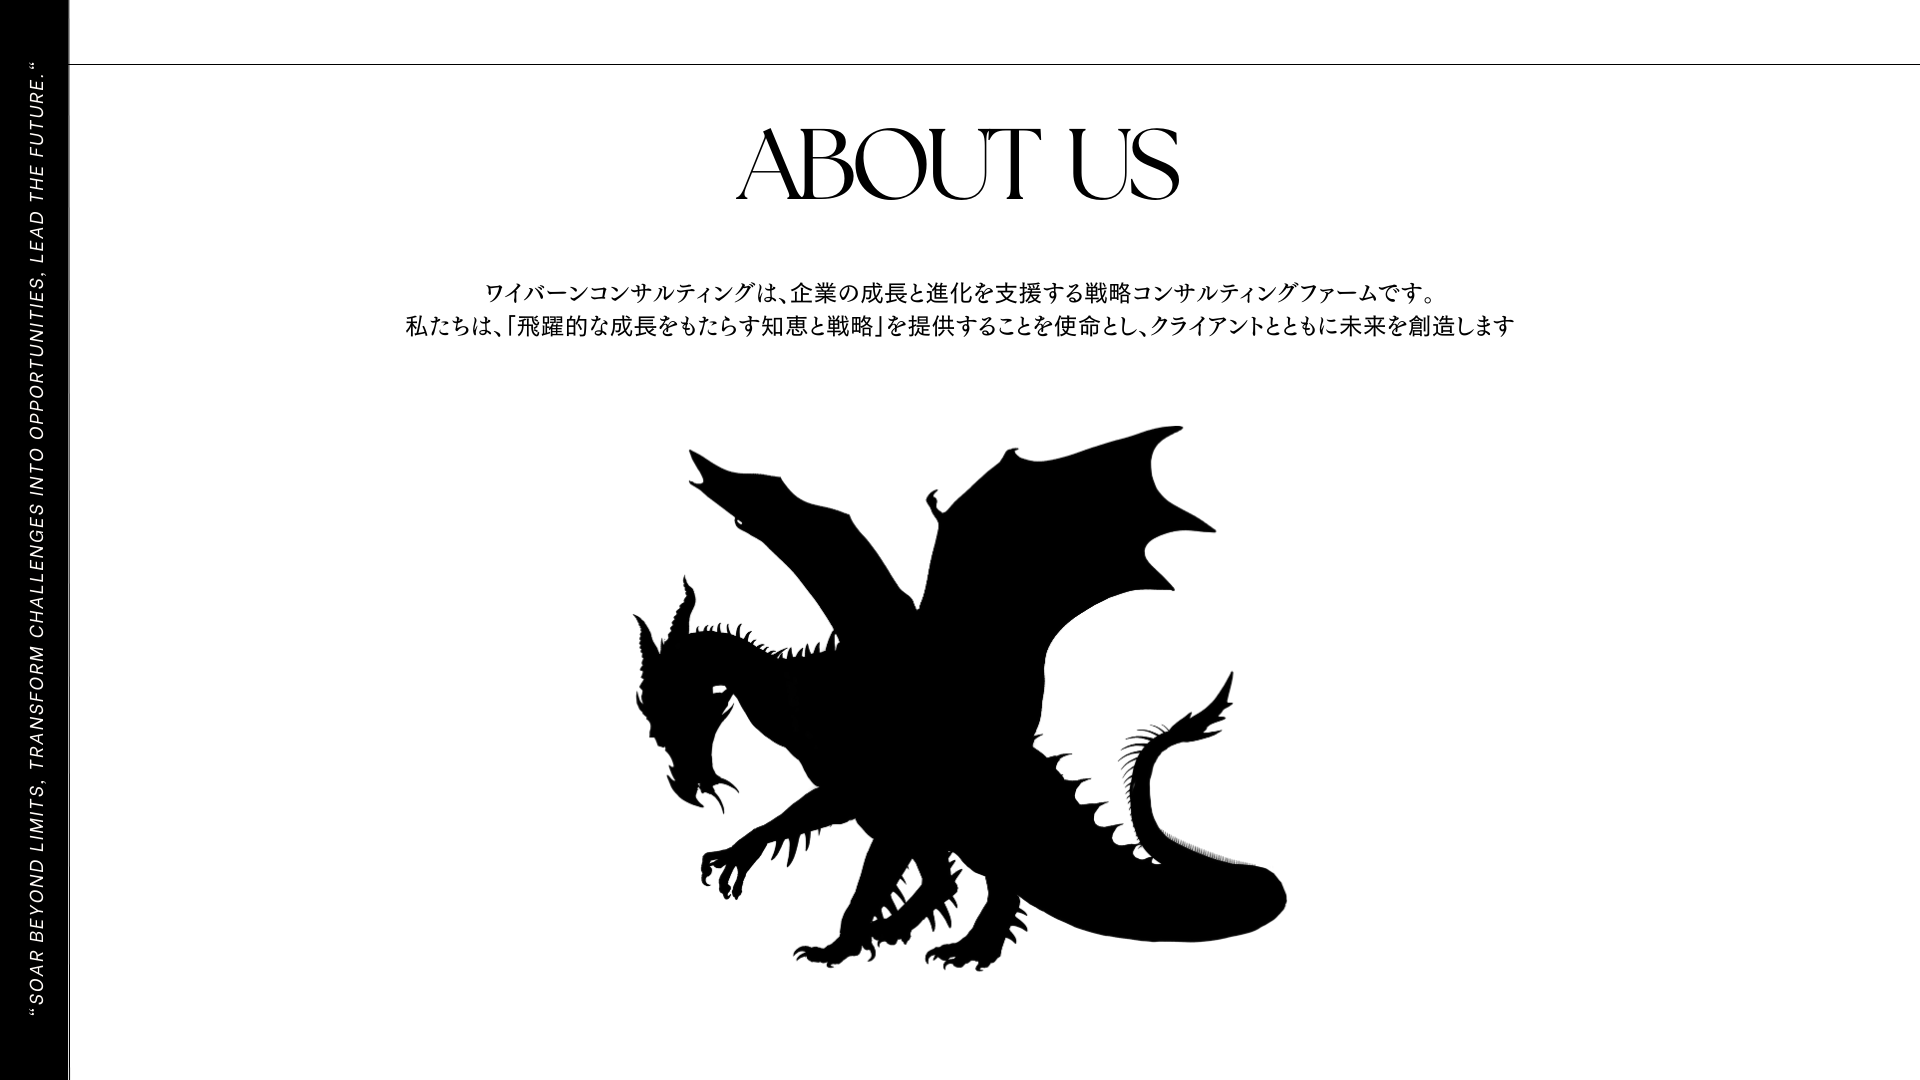 “SOAR BEYOND LIMITS, TRANSFORM CHALLENGES INTO OPPORTUNITIES, LEAD THE FUTURE.“
ABOUT US
ワイバーンコンサルティングは、企業の成長と進化を支援する戦略コンサルティングファームです。
私たちは、「飛躍的な成長をもたらす知恵と戦略」を提供することを使命とし、クライアントとともに未来を創造します